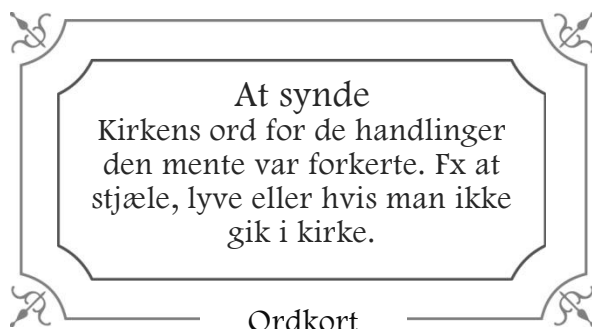 At synde
Kirkens ord for de handlinger
den mente var forkerte. Fx at
stjæle, lyve eller hvis man ikke
gik i kirke.
Ordkort